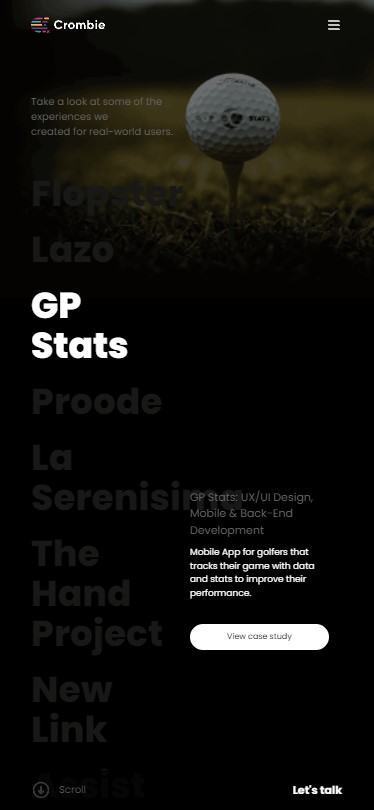 Crombie
Take a look at some of the
experiences we
created for real-world users.
Flopster
Lazo
GP
Stats
Proode
La
Serenisima
GP Stats: UX/UI Design,
Mobile & Back-End
Development
Mobile App for golfers that
tracks their game with data
and stats to improve their
performance.
The
Hand
Project
View case study
New
Link
Assist
Scroll
Let's talk